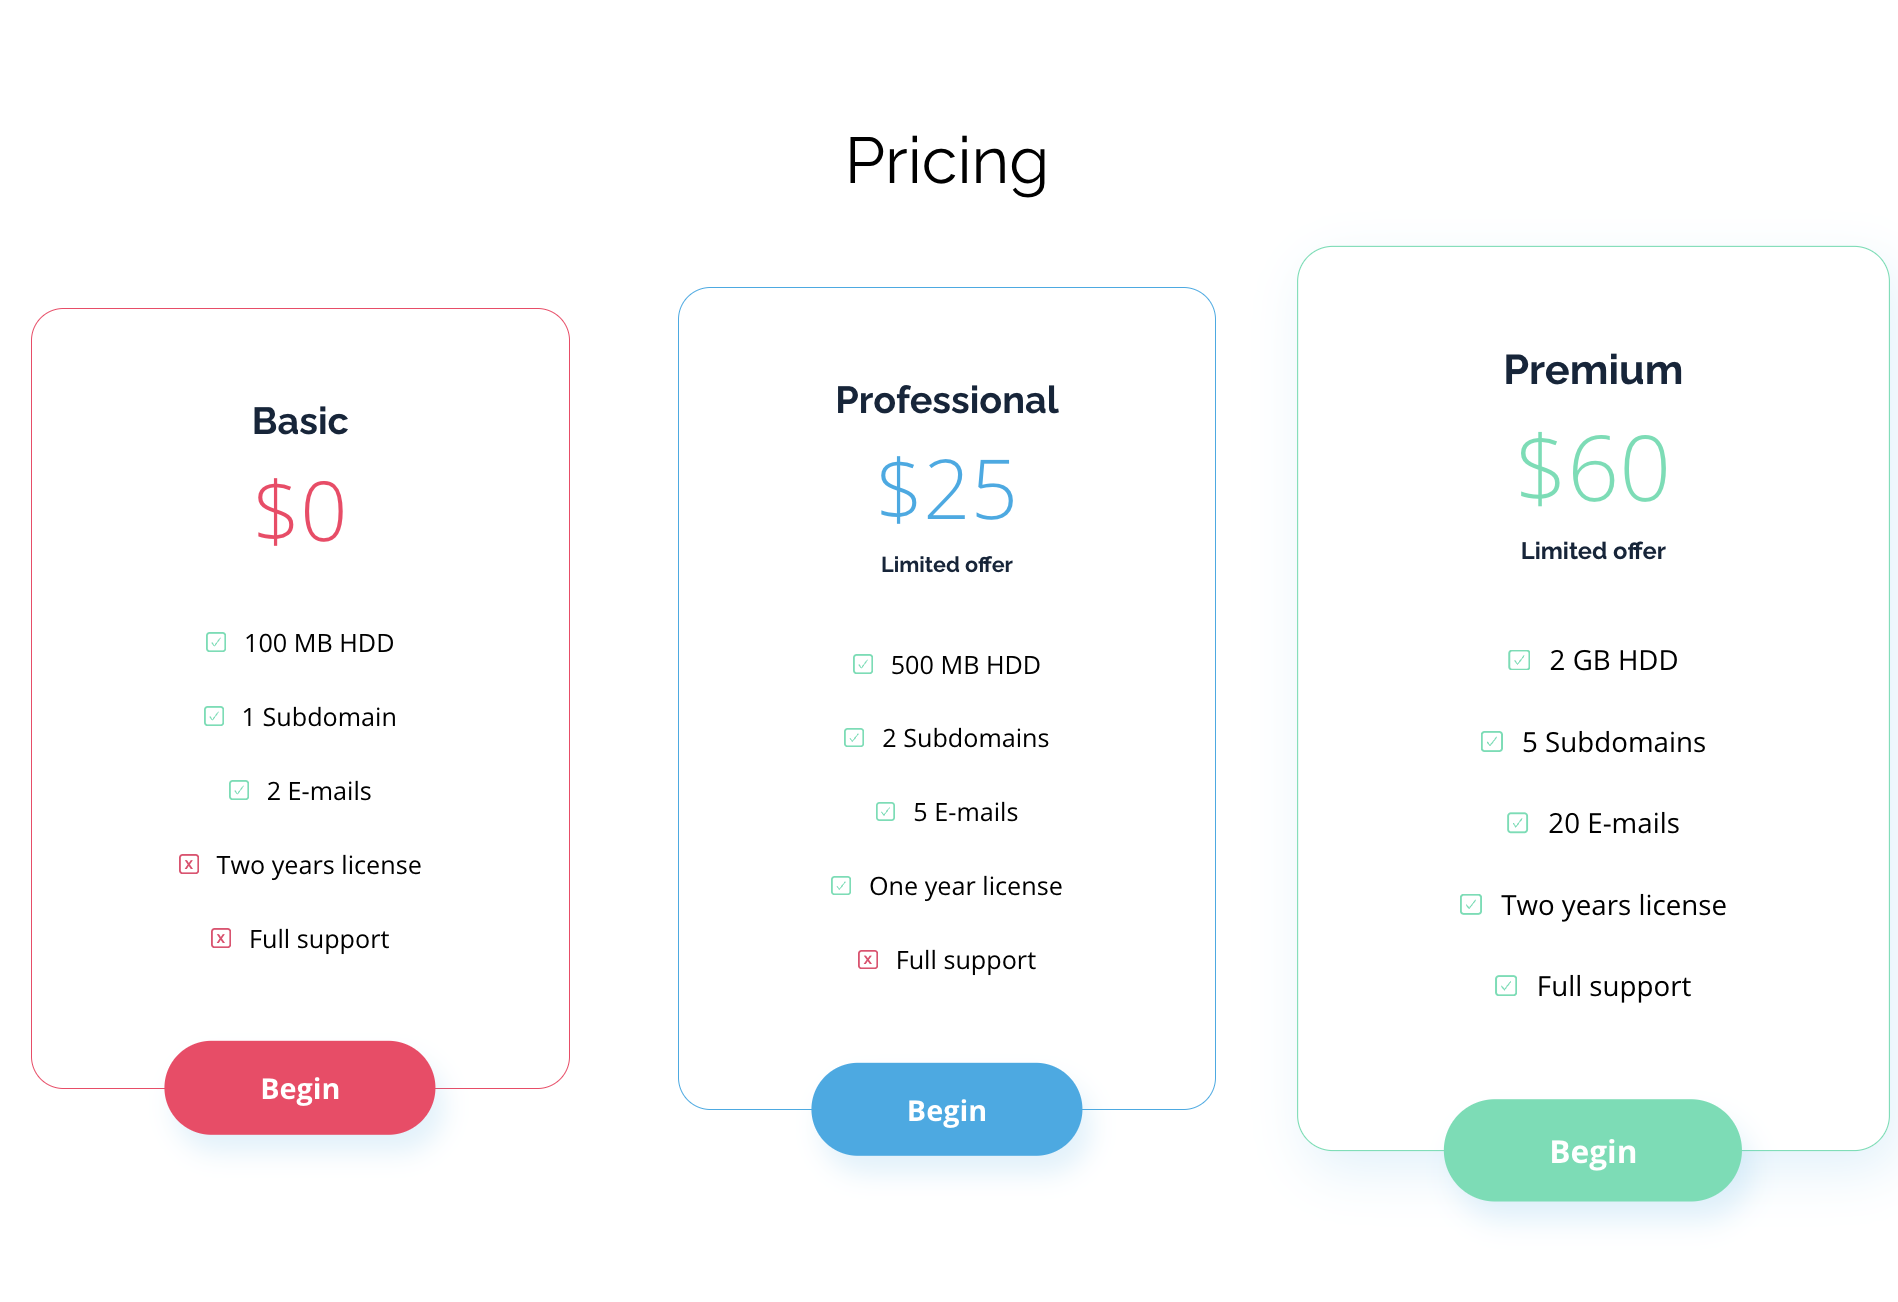 Pricing
Basic
$0
100 MB HDD
1 Subdomain
2 E-mails
Two years license
Full support
Begin
Professional
$25
Limited offer
500 MB HDD
2 Subdomains
5 E-mails
One year license
Full support
Begin
Premium
$60
Limited offer
2 GB HDD
5 Subdomains
20 E-mails
Two years license
Full support
Begin